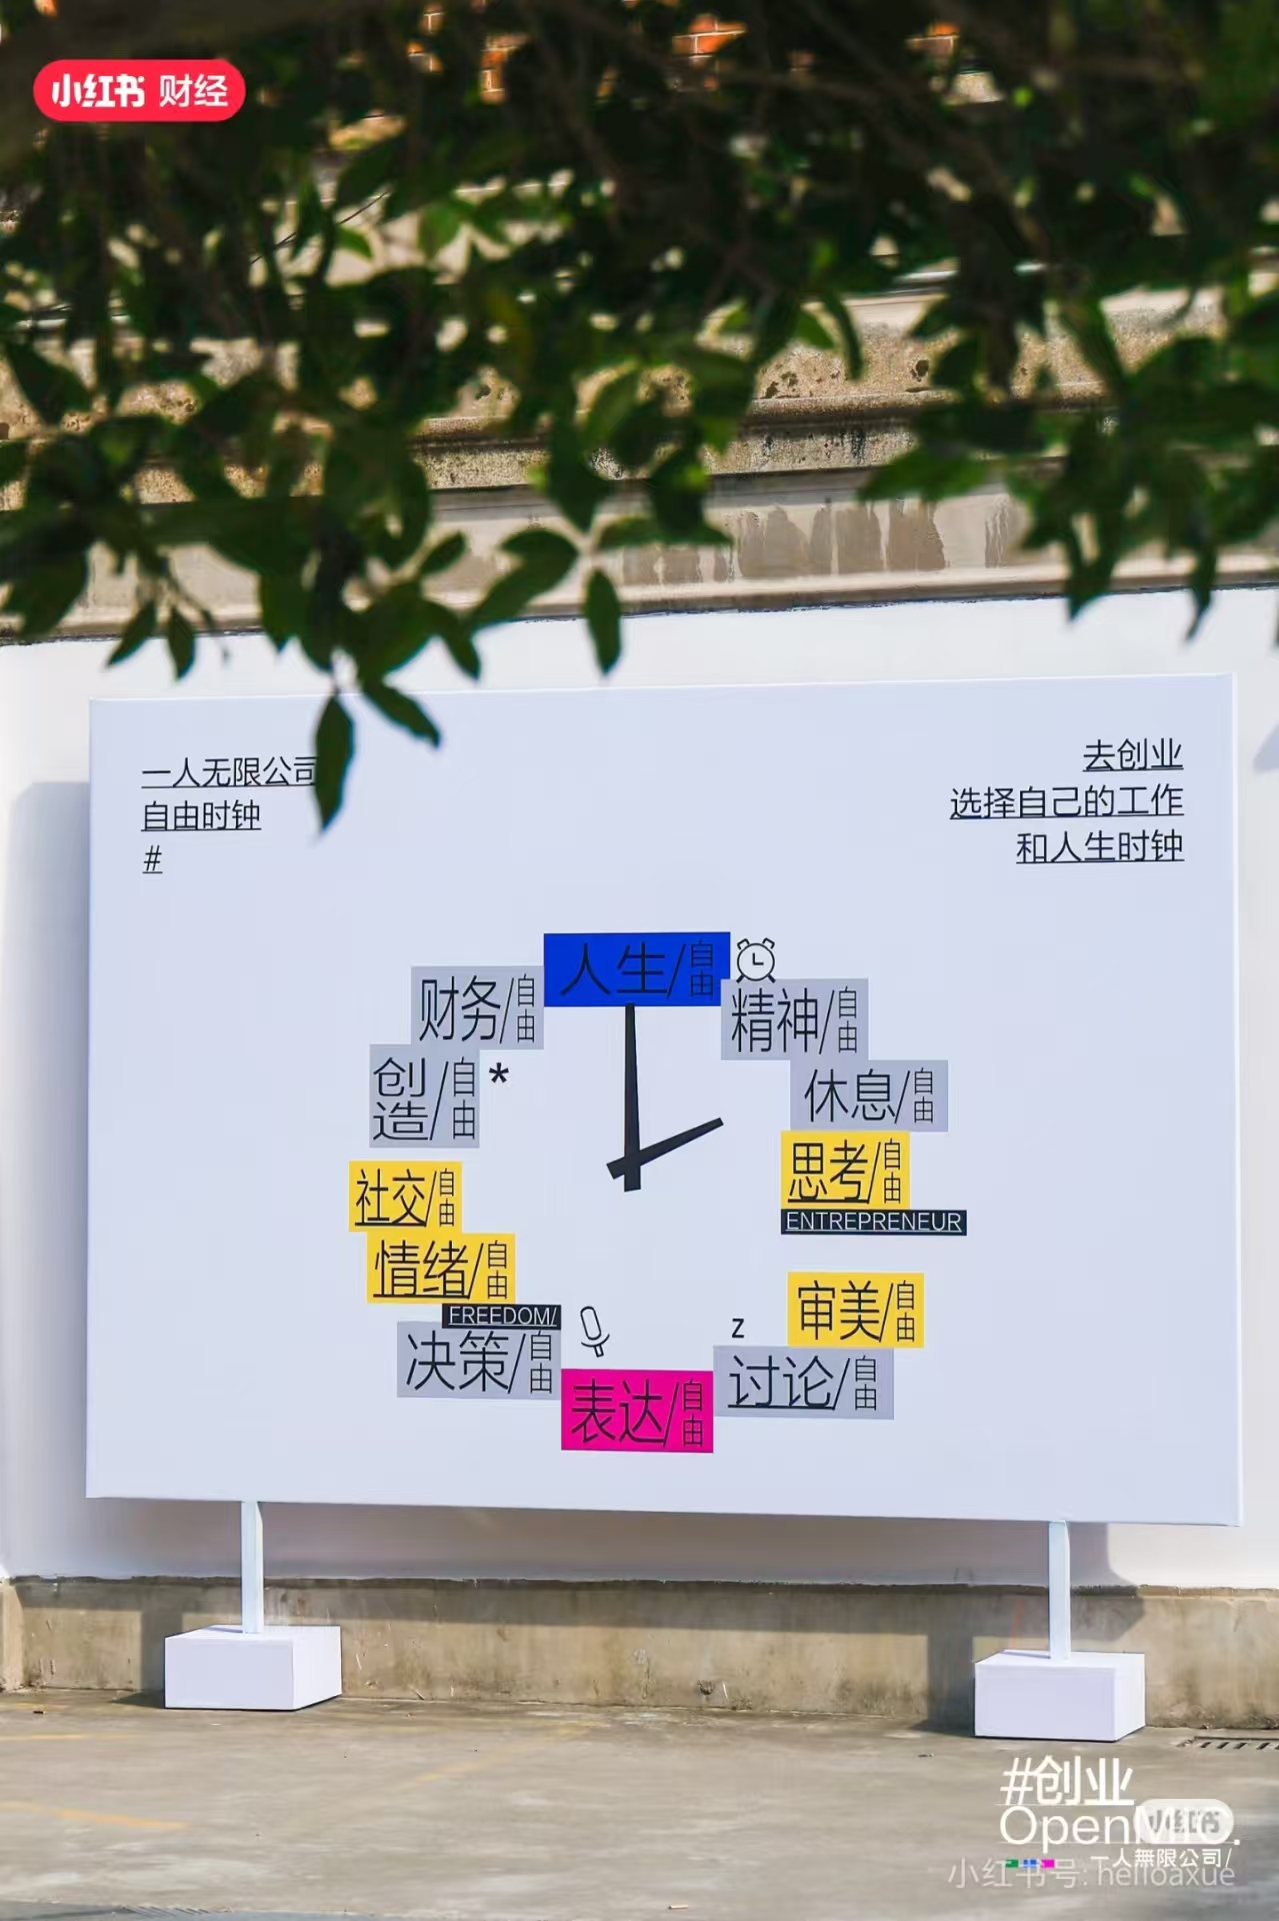 小红书 财经
一人无限公司
自由时钟
#
去创业
选择自己的工作
和人生时钟
人生/自由
精神/自由
休息/自由
思考/自由
ENTREPRENEUR
审美/自由
z
讨论/自由
表达/自由
FREEDOM/
决策/自由
情绪/自由
社交/自由
创造/自由
*
财务/自由
#创业
OpenMic.
小红书
一人無限公司/
小红书号: helloaxue